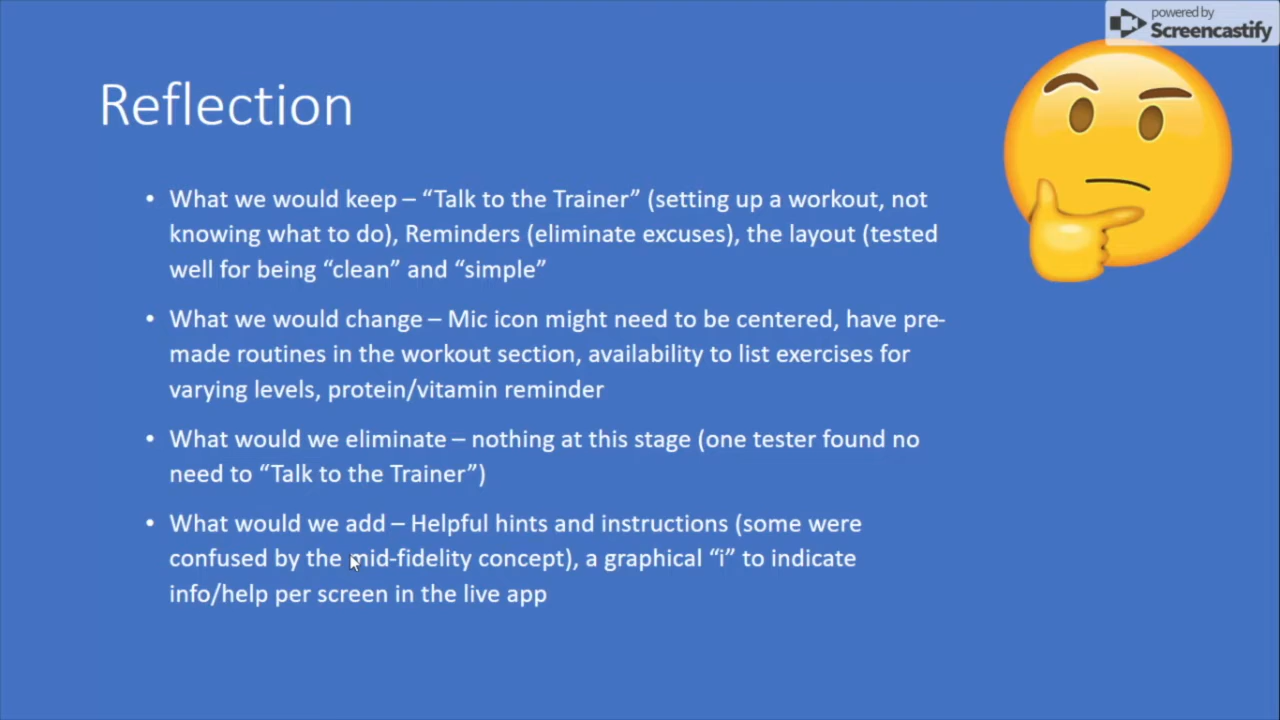 powered by
Screencastify
Reflection
• What we would keep – “Talk to the Trainer” (setting up a workout, not
knowing what to do), Reminders (eliminate excuses), the layout (tested
well for being “clean” and “simple”
• What we would change – Mic icon might need to be centered, have pre-
made routines in the workout section, availability to list exercises for
varying levels, protein/vitamin reminder
• What would we eliminate – nothing at this stage (one tester found no
need to “Talk to the Trainer”)
• What would we add – Helpful hints and instructions (some were
confused by the mid-fidelity concept), a graphical “i” to indicate
info/help per screen in the live app